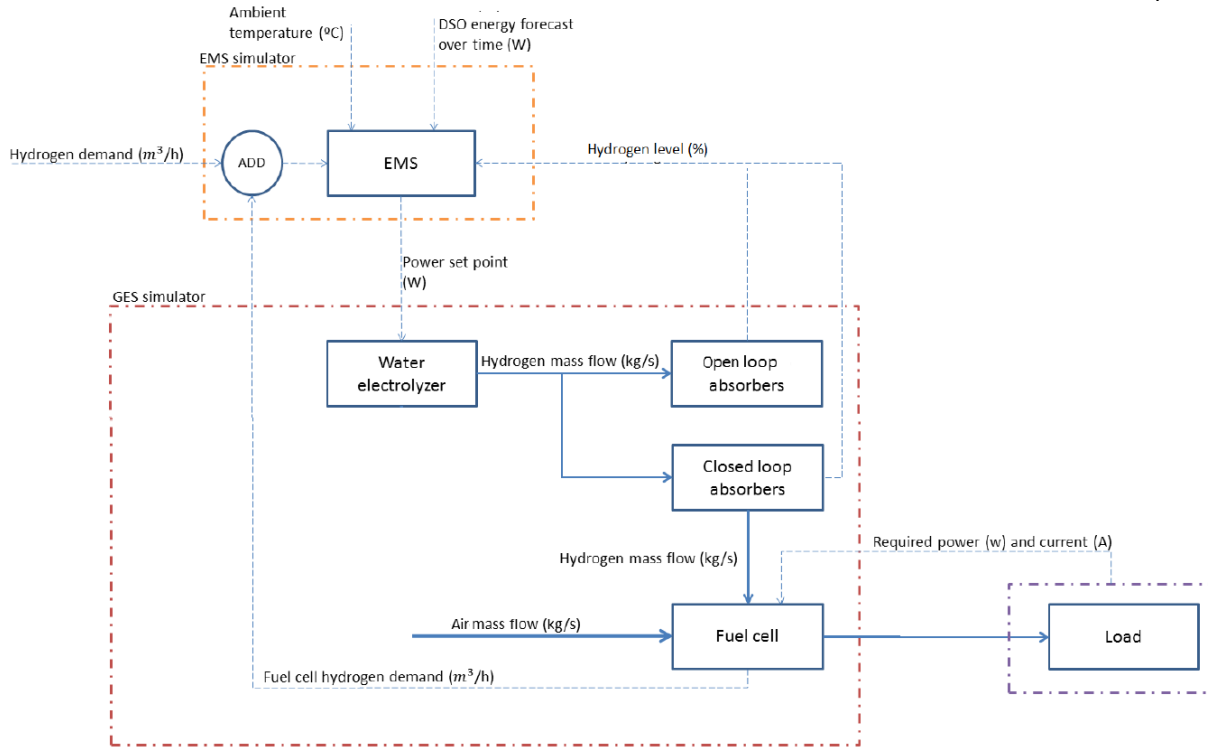 Ambient
temperature (ºC)
DSO energy forecast
over time (W)
EMS simulator
Hydrogen demand (m³/h)
ADD
EMS
Hydrogen level (%)
Power set point
(W)
GES simulator
Water
electrolyzer
Hydrogen mass flow (kg/s)
Open loop
absorbers
Closed loop
absorbers
Hydrogen mass flow (kg/s)
Required power (w) and current (A)
Air mass flow (kg/s)
Fuel cell
Load
Fuel cell hydrogen demand (m³/h)